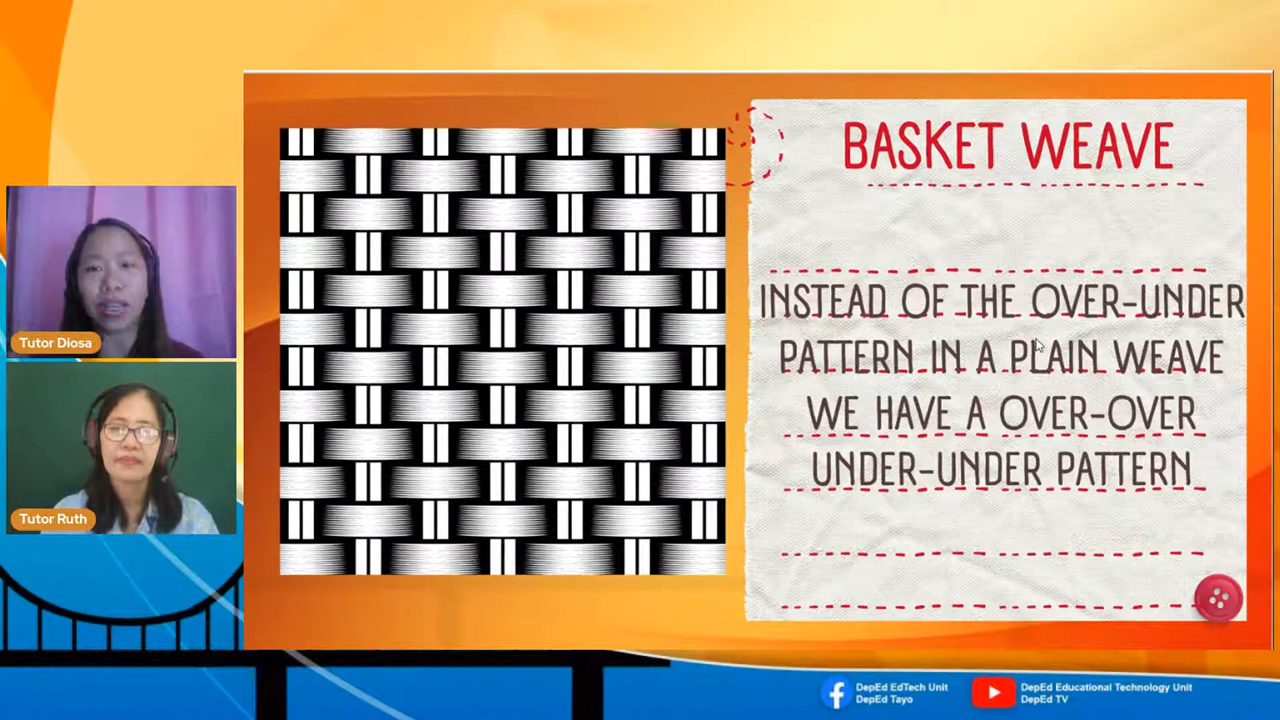 BASKET WEAVE
INSTEAD OF THE OVER-UNDER
PATTERN IN A PLAIN WEAVE
WE HAVE A OVER-OVER
UNDER-UNDER PATTERN
Tutor Diosa
Tutor Ruth
DepEd EdTech Unit
DepEd Tayo
DepEd Educational Technology Unit
DepEd TV